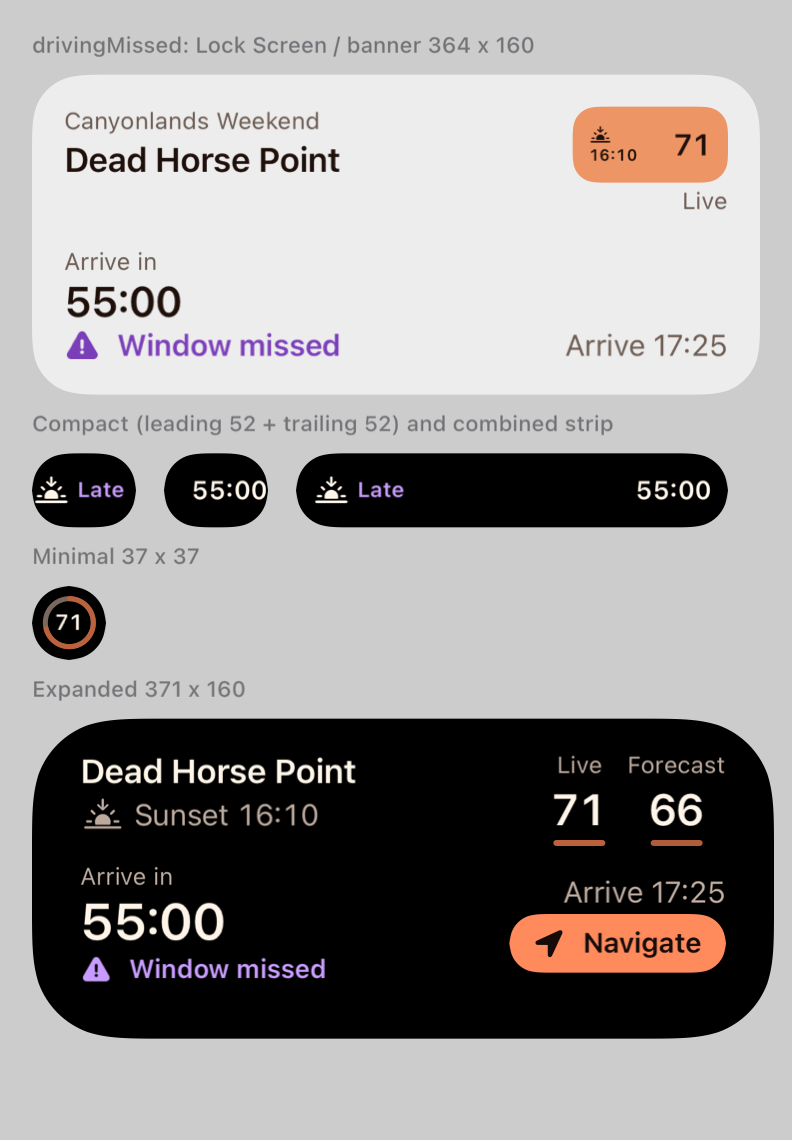 drivingMissed: Lock Screen / banner 364 x 160
Canyonlands Weekend
Dead Horse Point
16:10
71
Live
Arrive in
55:00
Window missed
Arrive 17:25
Compact (leading 52 + trailing 52) and combined strip
Late
55:00
Late
55:00
Minimal 37 x 37
71
Expanded 371 x 160
Dead Horse Point
Sunset 16:10
Live
Forecast
71
66
Arrive in
55:00
Window missed
Arrive 17:25
Navigate